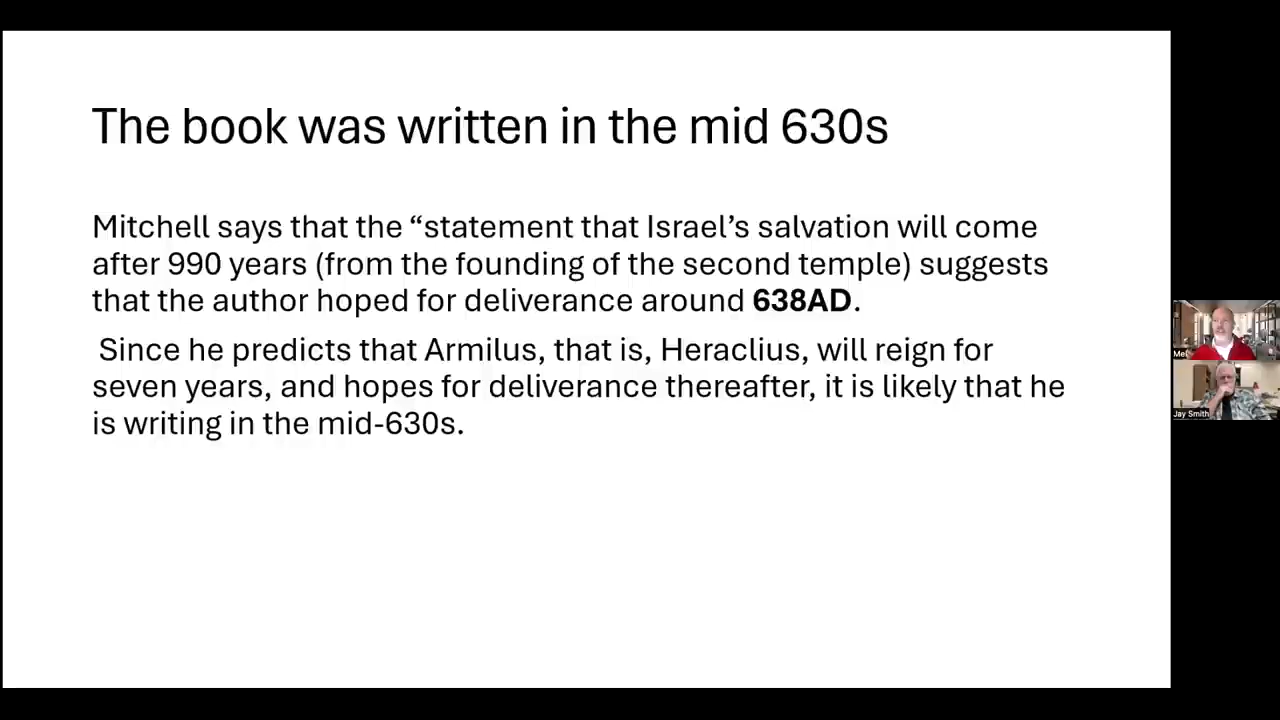 The book was written in the mid 630s
Mitchell says that the “statement that Israel’s salvation will come
after 990 years (from the founding of the second temple) suggests
that the author hoped for deliverance around 638AD.
Since he predicts that Armilus, that is, Heraclius, will reign for
seven years, and hopes for deliverance thereafter, it is likely that he
is writing in the mid-630s.
Mel
Jay Smith